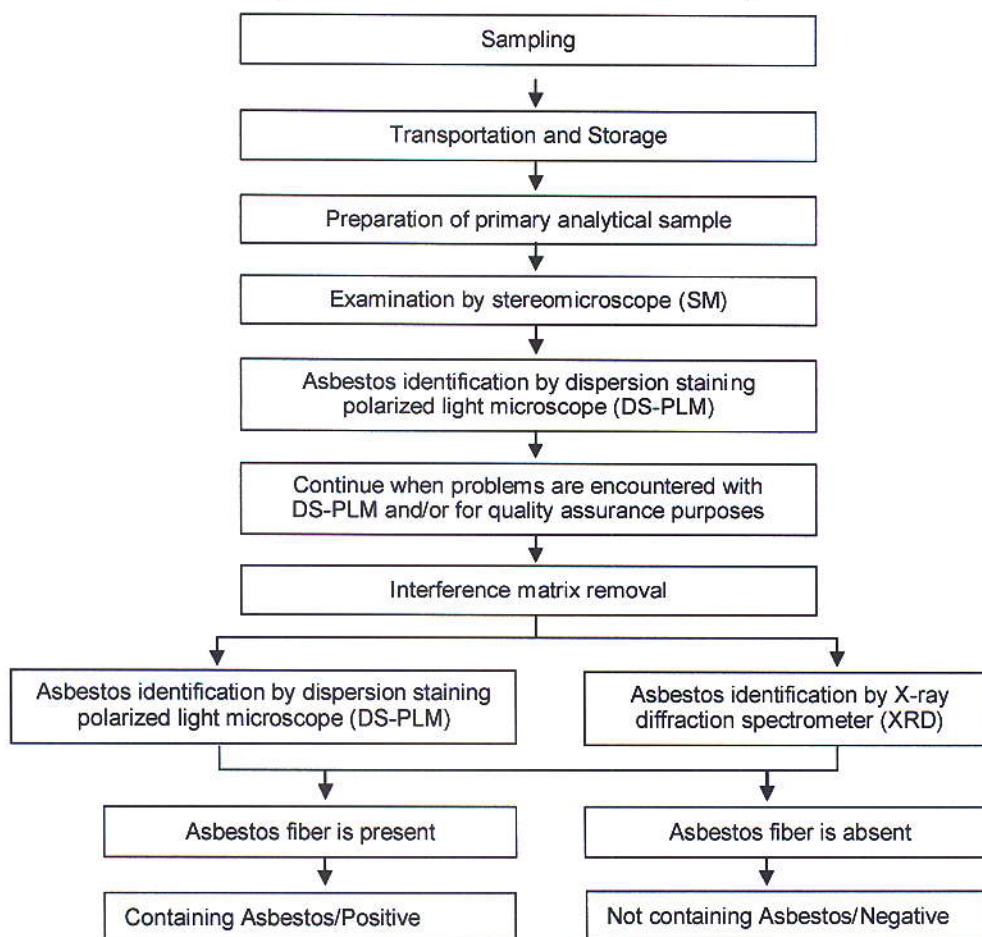 Sampling
Transportation and Storage
Preparation of primary analytical sample
Examination by stereomicroscope (SM)
Asbestos identification by dispersion staining
polarized light microscope (DS-PLM)
Continue when problems are encountered with
DS-PLM and/or for quality assurance purposes
Interference matrix removal
Asbestos identification by dispersion staining
polarized light microscope (DS-PLM)
Asbestos identification by X-ray
diffraction spectrometer (XRD)
Asbestos fiber is present
Asbestos fiber is absent
Containing Asbestos/Positive
Not containing Asbestos/Negative